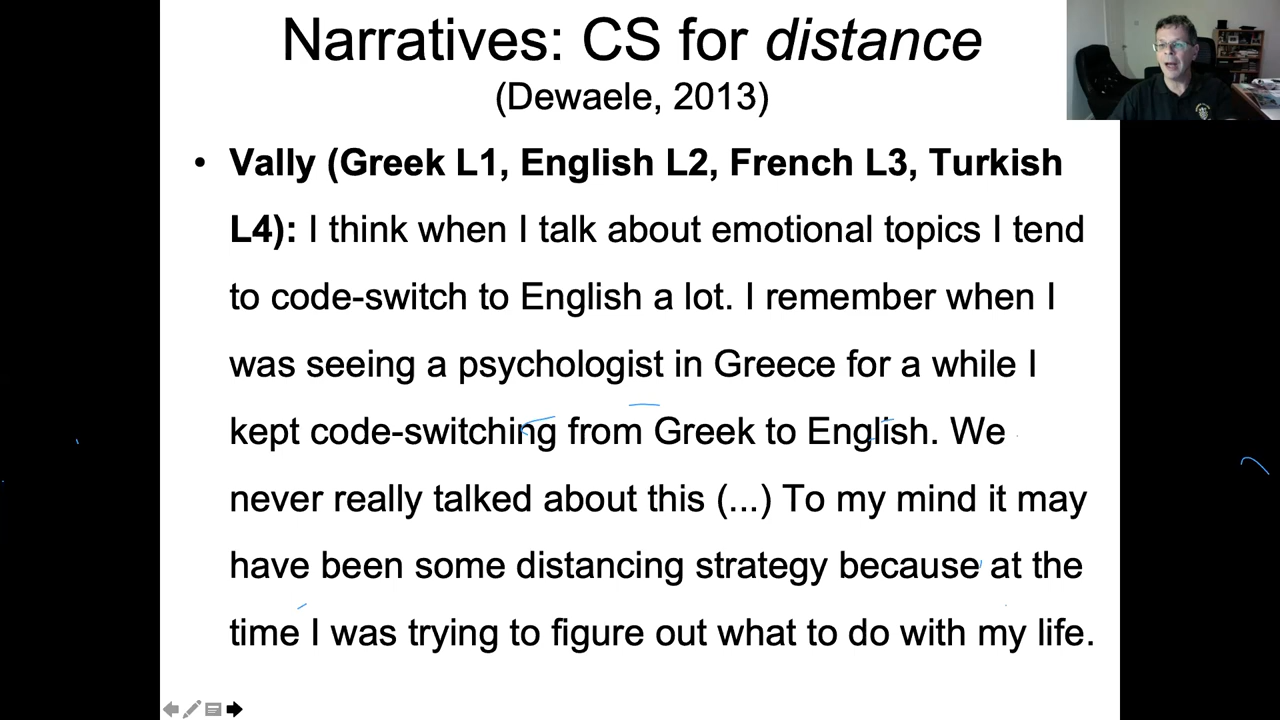 Narratives: CS for distance
(Dewaele, 2013)
• Vally (Greek L1, English L2, French L3, Turkish
L4): I think when I talk about emotional topics I tend
to code-switch to English a lot. I remember when I
was seeing a psychologist in Greece for a while I
kept code-switching from Greek to English. We
never really talked about this (...) To my mind it may
have been some distancing strategy because at the
time I was trying to figure out what to do with my life.